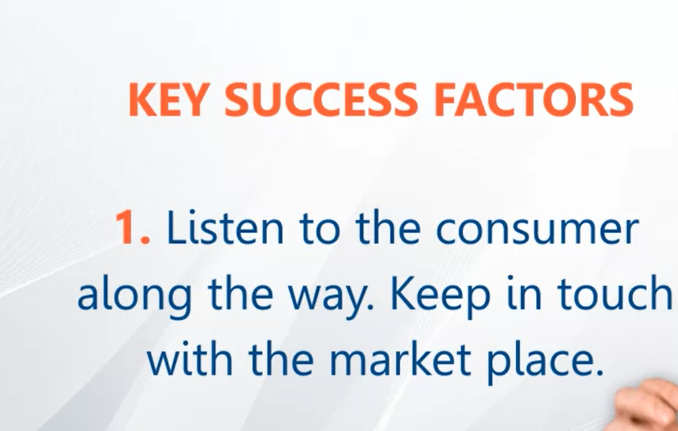 KEY SUCCESS FACTORS
1. Listen to the consumer
along the way. Keep in touch
with the market place.